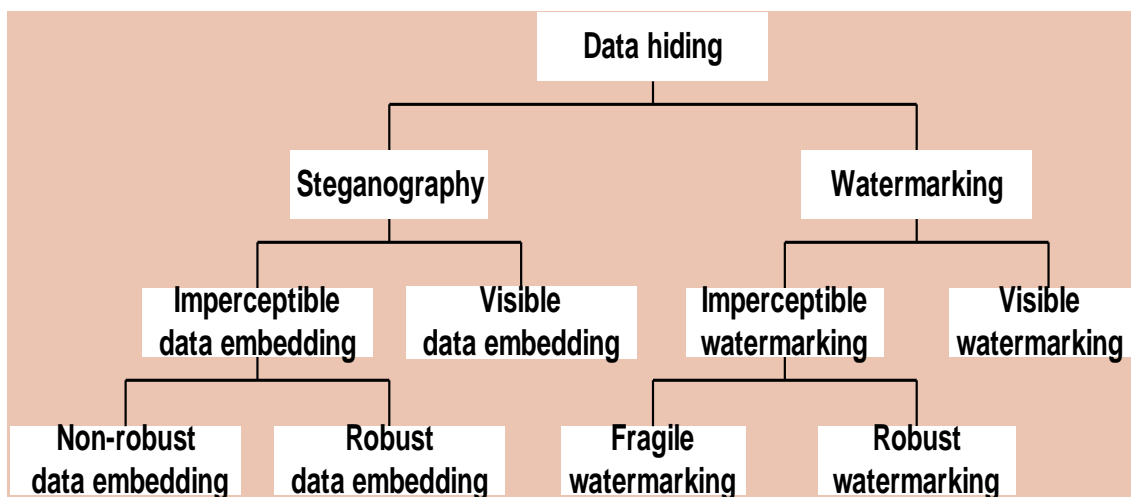 Data hiding
Steganography
Watermarking
Imperceptible
data embedding
Visible
data embedding
Imperceptible
watermarking
Visible
watermarking
Non-robust
data embedding
Robust
data embedding
Fragile
watermarking
Robust
watermarking